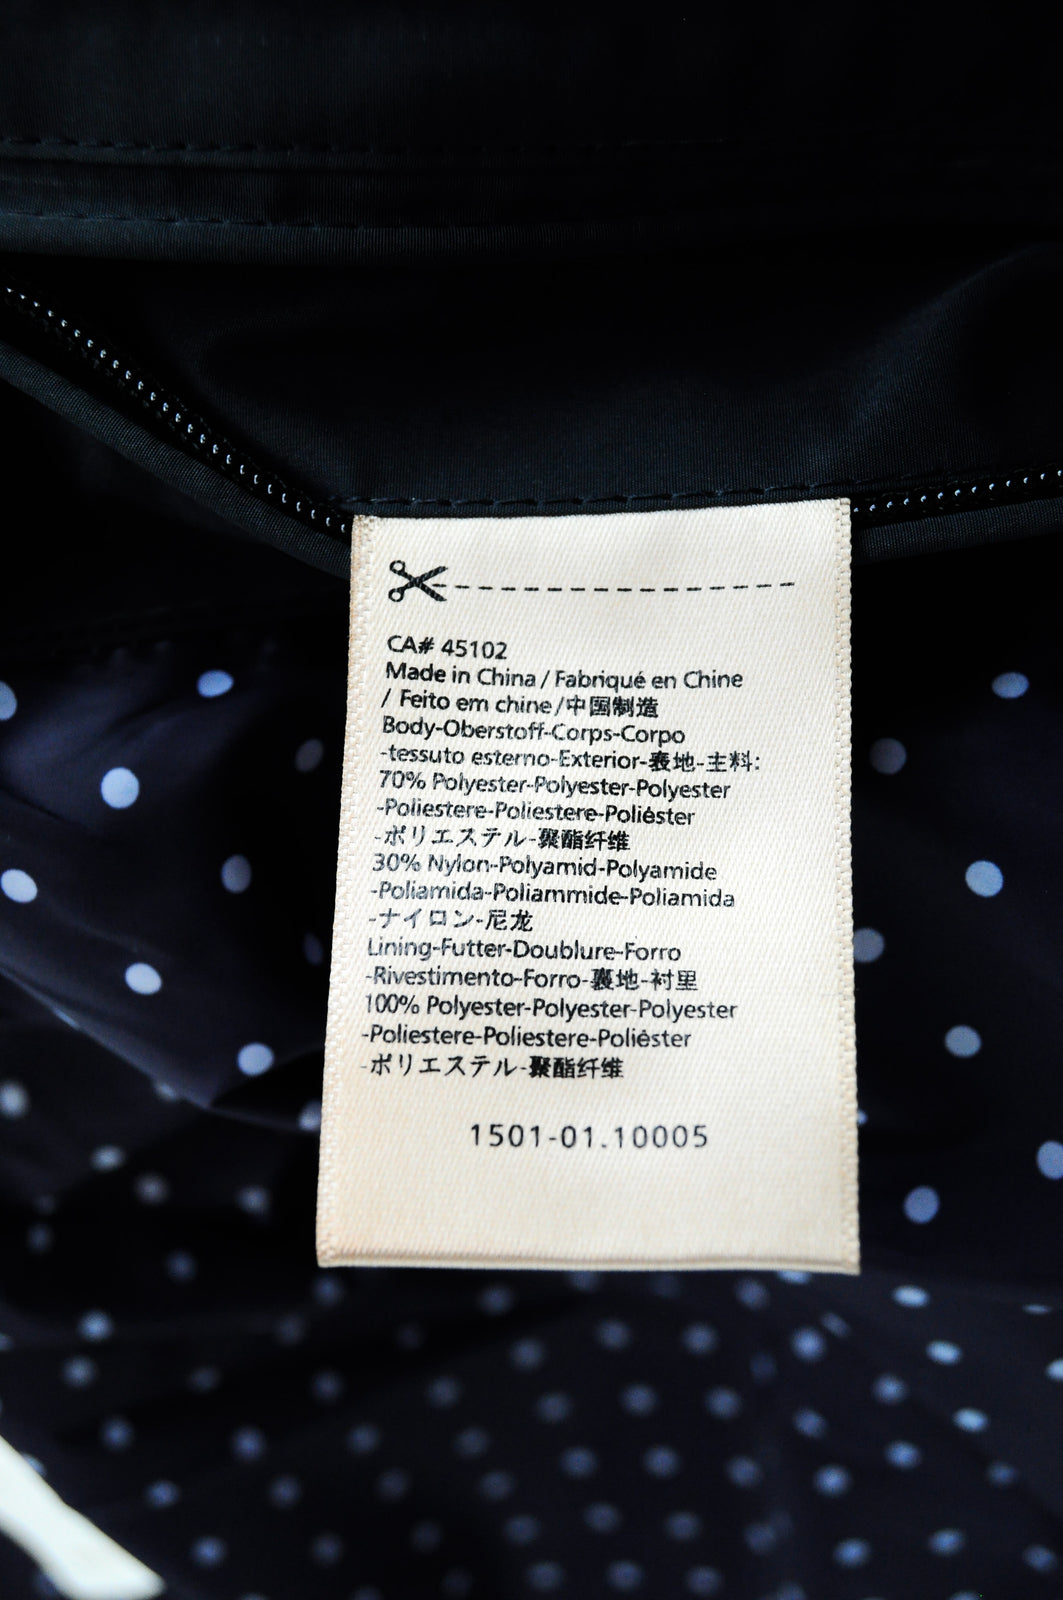 CA# 45102
Made in China / Fabriqué en Chine
/ Feito em chine /中国制造
Body-Oberstoff-Corps-Corpo
-tessuto esterno-Exterior-表地-主料:
70% Polyester-Polyester-Polyester
-Poliestere-Poliestere-Poliéster
-ポリエステル-聚酯纤维
30% Nylon-Polyamid-Polyamide
-Poliamida-Poliammide-Poliamida
-ナイロン-尼龙
Lining-Futter-Doublure-Forro
-Rivestimento-Forro-裏地-衬里
100% Polyester-Polyester-Polyester
-Poliestere-Poliestere-Poliéster
-ポリエステル-聚酯纤维
1501-01.10005